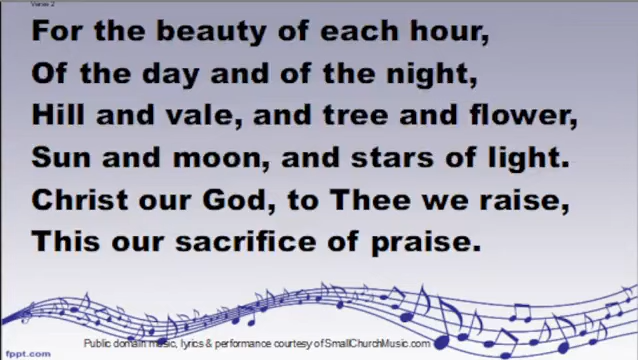 Verse 2
For the beauty of each hour,
Of the day and of the night,
Hill and vale, and tree and flower,
Sun and moon, and stars of light.
Christ our God, to Thee we raise,
This our sacrifice of praise.
Public domain music, lyrics & performance courtesy of SmallChurchMusic.com
fppt.com